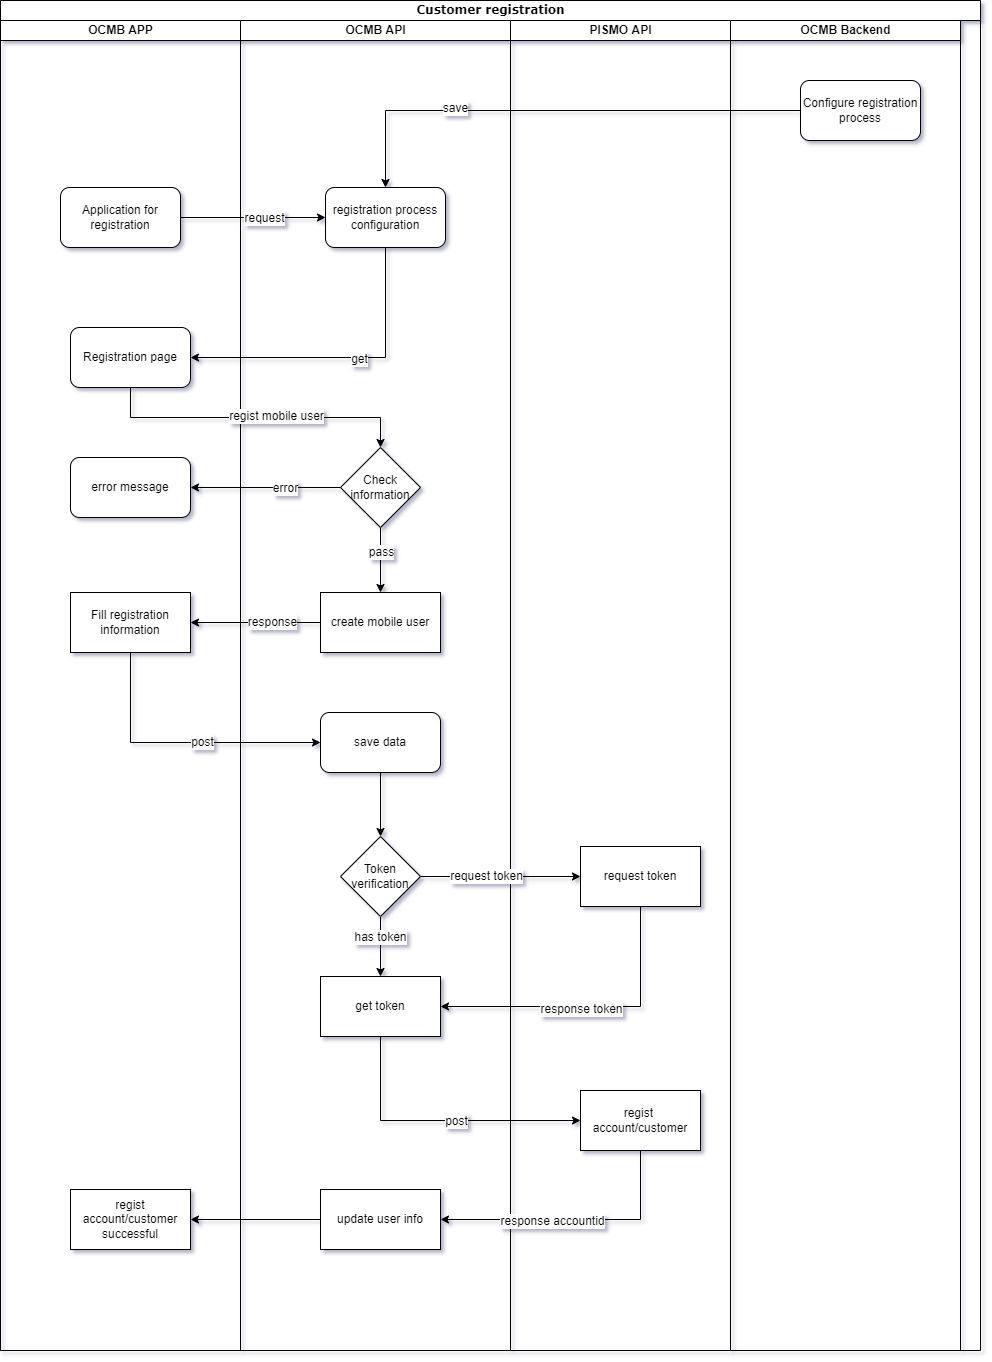 Customer registration
OCMB APP
OCMB API
PISMO API
OCMB Backend
save
Configure registration
process
Application for
registration
request
registration process
configuration
Registration page
get
regist mobile user
error message
error
Check
information
pass
Fill registration
information
response
create mobile user
post
save data
Token
verification
request token
request token
has token
get token
response token
post
regist
account/customer
regist
account/customer
successful
update user info
response accountid